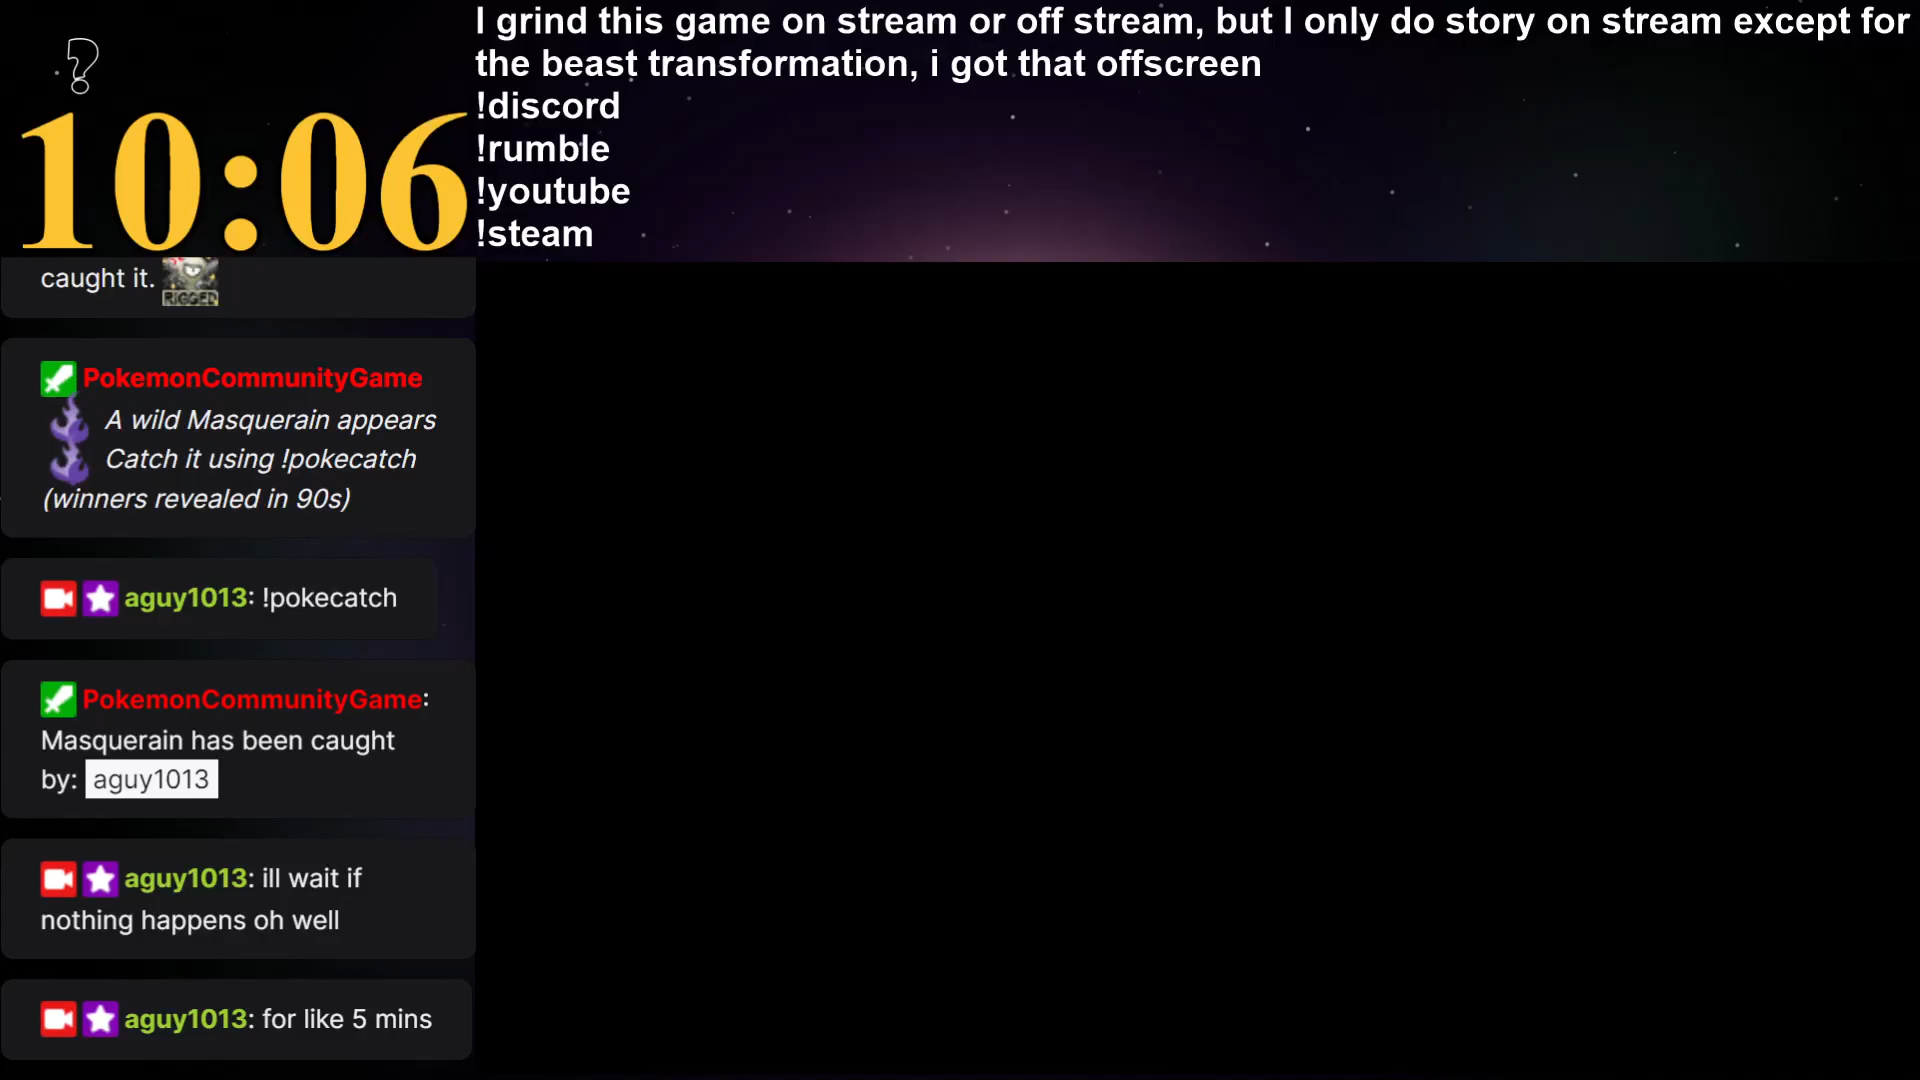 ?
10:06
I grind this game on stream or off stream, but I only do story on stream except for
the beast transformation, i got that offscreen
!discord
!rumble
!youtube
!steam
caught it.
RIGGED
PokemonCommunityGame
A wild Masquerain appears
Catch it using !pokecatch
(winners revealed in 90s)
aguy1013: !pokecatch
PokemonCommunityGame:
Masquerain has been caught
by: aguy1013
aguy1013: ill wait if
nothing happens oh well
aguy1013: for like 5 mins